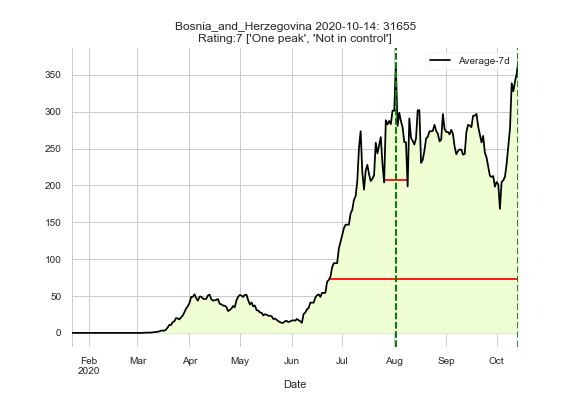 Bosnia_and_Herzegovina 2020-10-14: 31655
Rating:7 ['One peak', 'Not in control']
Average-7d
350
300
250
200
150
100
50
0
Feb Mar Apr May Jun Jul Aug Sep Oct
2020
Date